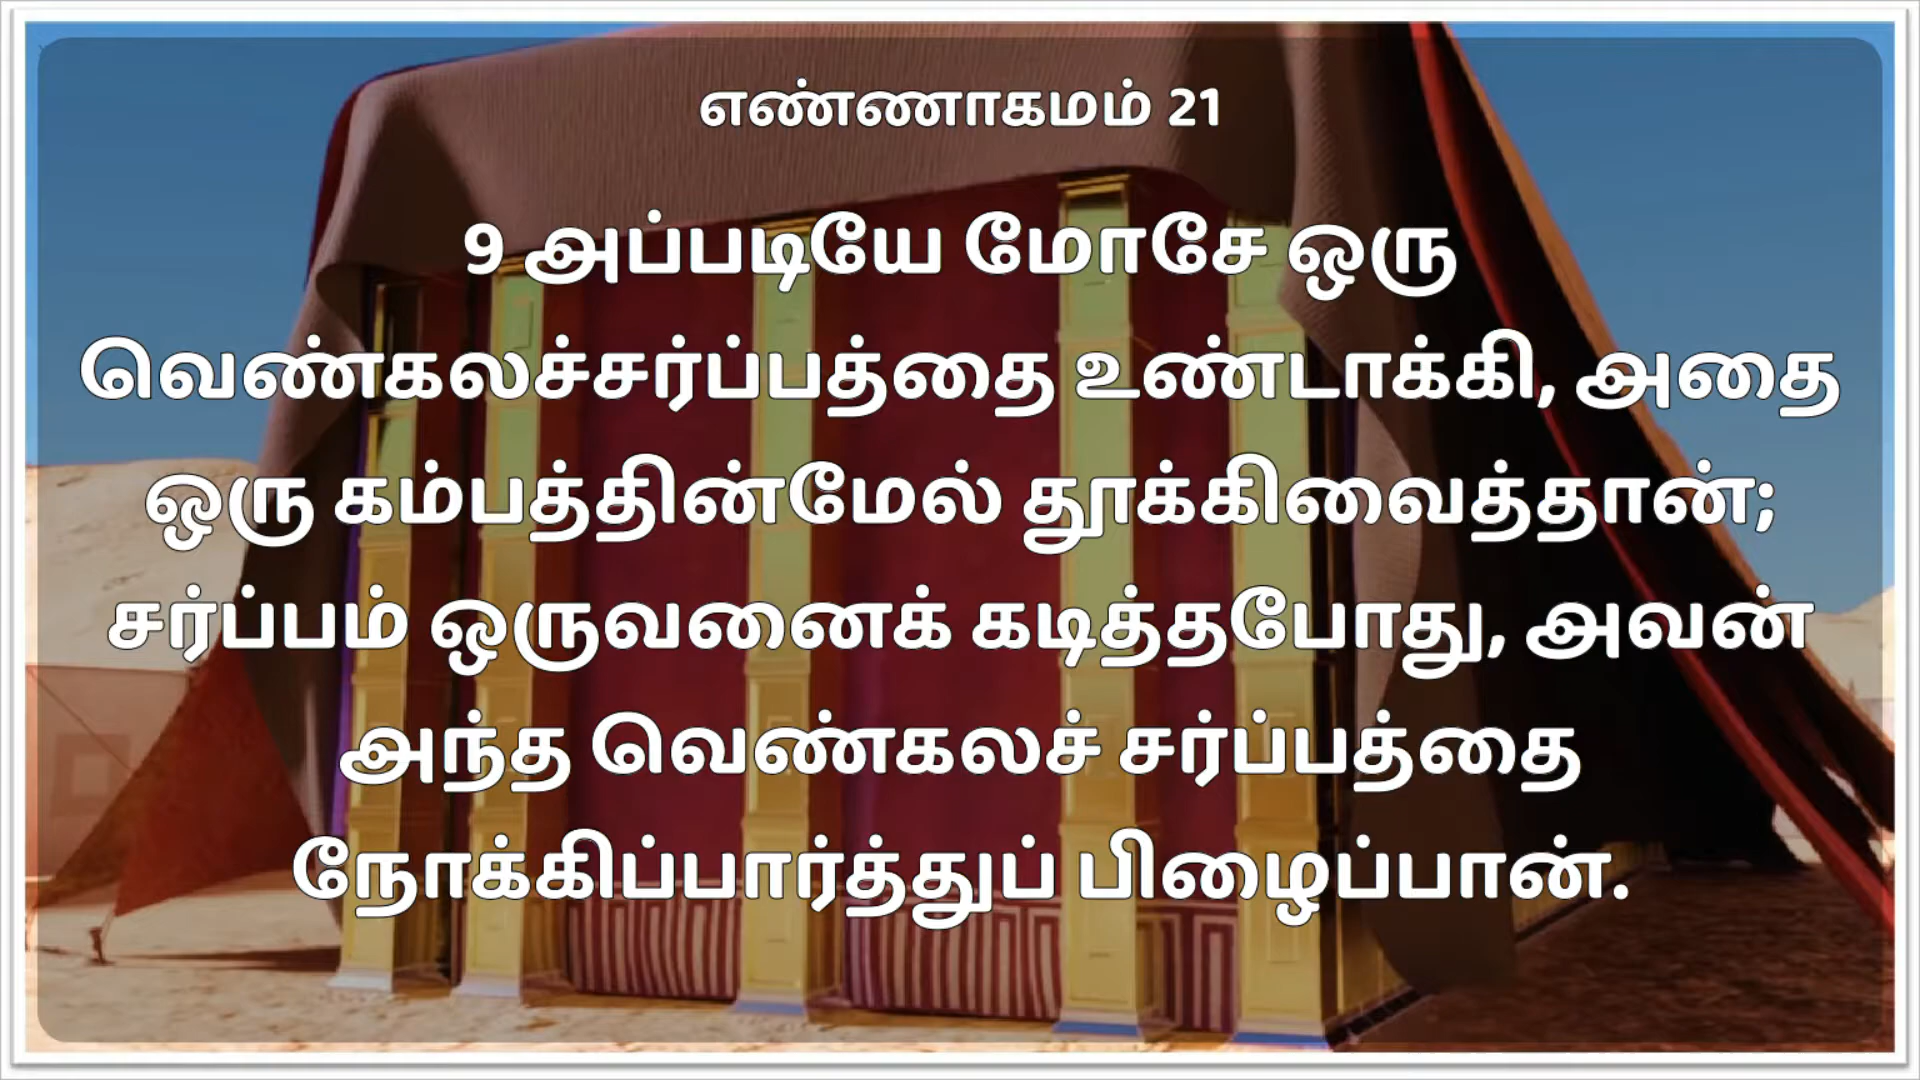 எண்ணாகமம் 21
9 அப்படியே மோசே ஒரு
வெண்கலச்சர்ப்பத்தை உண்டாக்கி, அதை
ஒரு கம்பத்தின்மேல் தூக்கிவைத்தான்;
சர்ப்பம் ஒருவனைக் கடித்தபோது, அவன்
அந்த வெண்கலச் சர்ப்பத்தை
நோக்கிப்பார்த்துப் பிழைப்பான்.